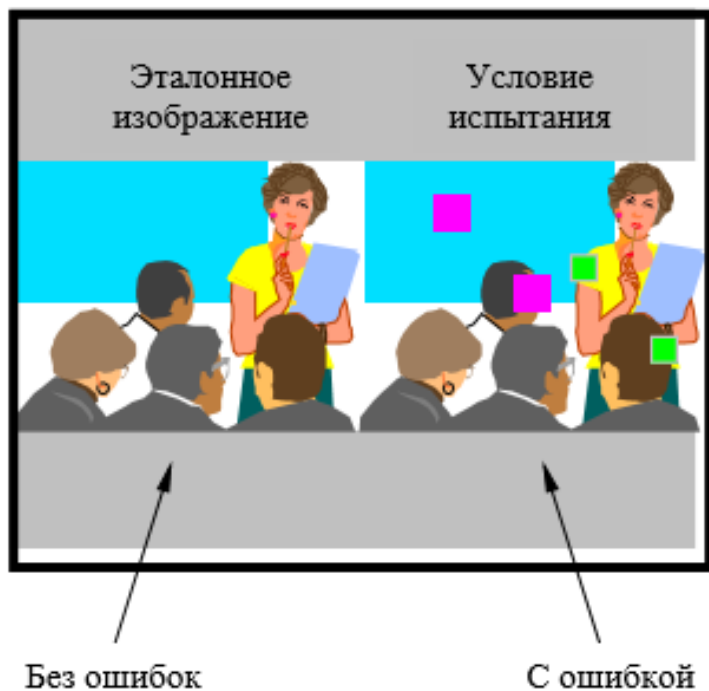 Эталонное
изображение
Условие
испытания
Без ошибок
С ошибкой